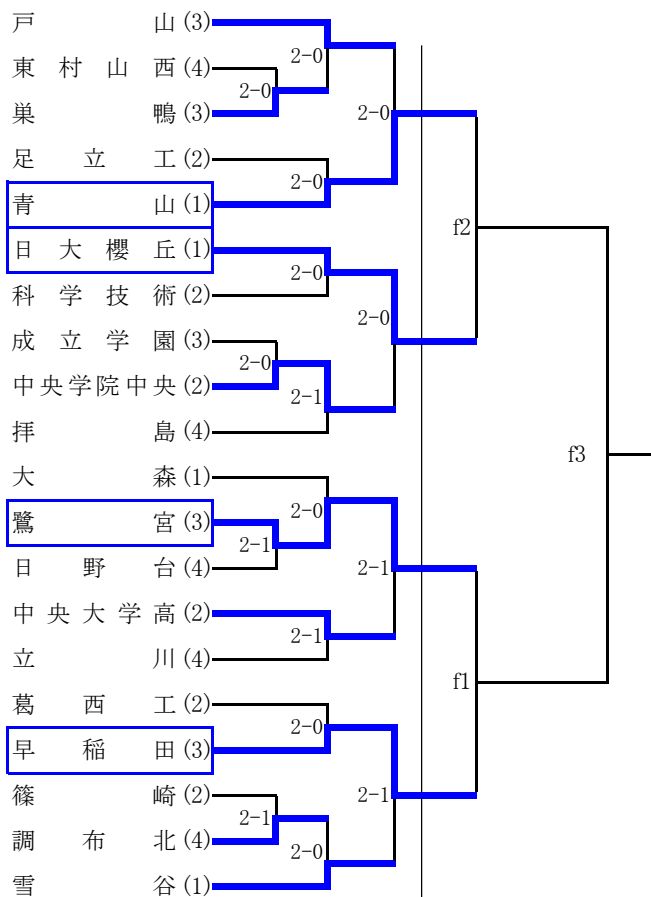 戸山(3)
2-0
東村山西(4)
2-0
巣鴨(3)
2-0
足立工(2)
2-0
青山(1)
f2
日大櫻丘(1)
2-0
科学技術(2)
2-0
成立学園(3)
2-0
中央学院中央(2)
2-1
拝島(4)
f3
大森(1)
2-0
鷺宮(3)
2-1
日野台(4)
2-1
中央大学高(2)
2-1
立川(4)
f1
葛西工(2)
2-0
早稲田(3)
篠崎(2)
2-1
2-1
調布北(4)
2-0
雪谷(1)